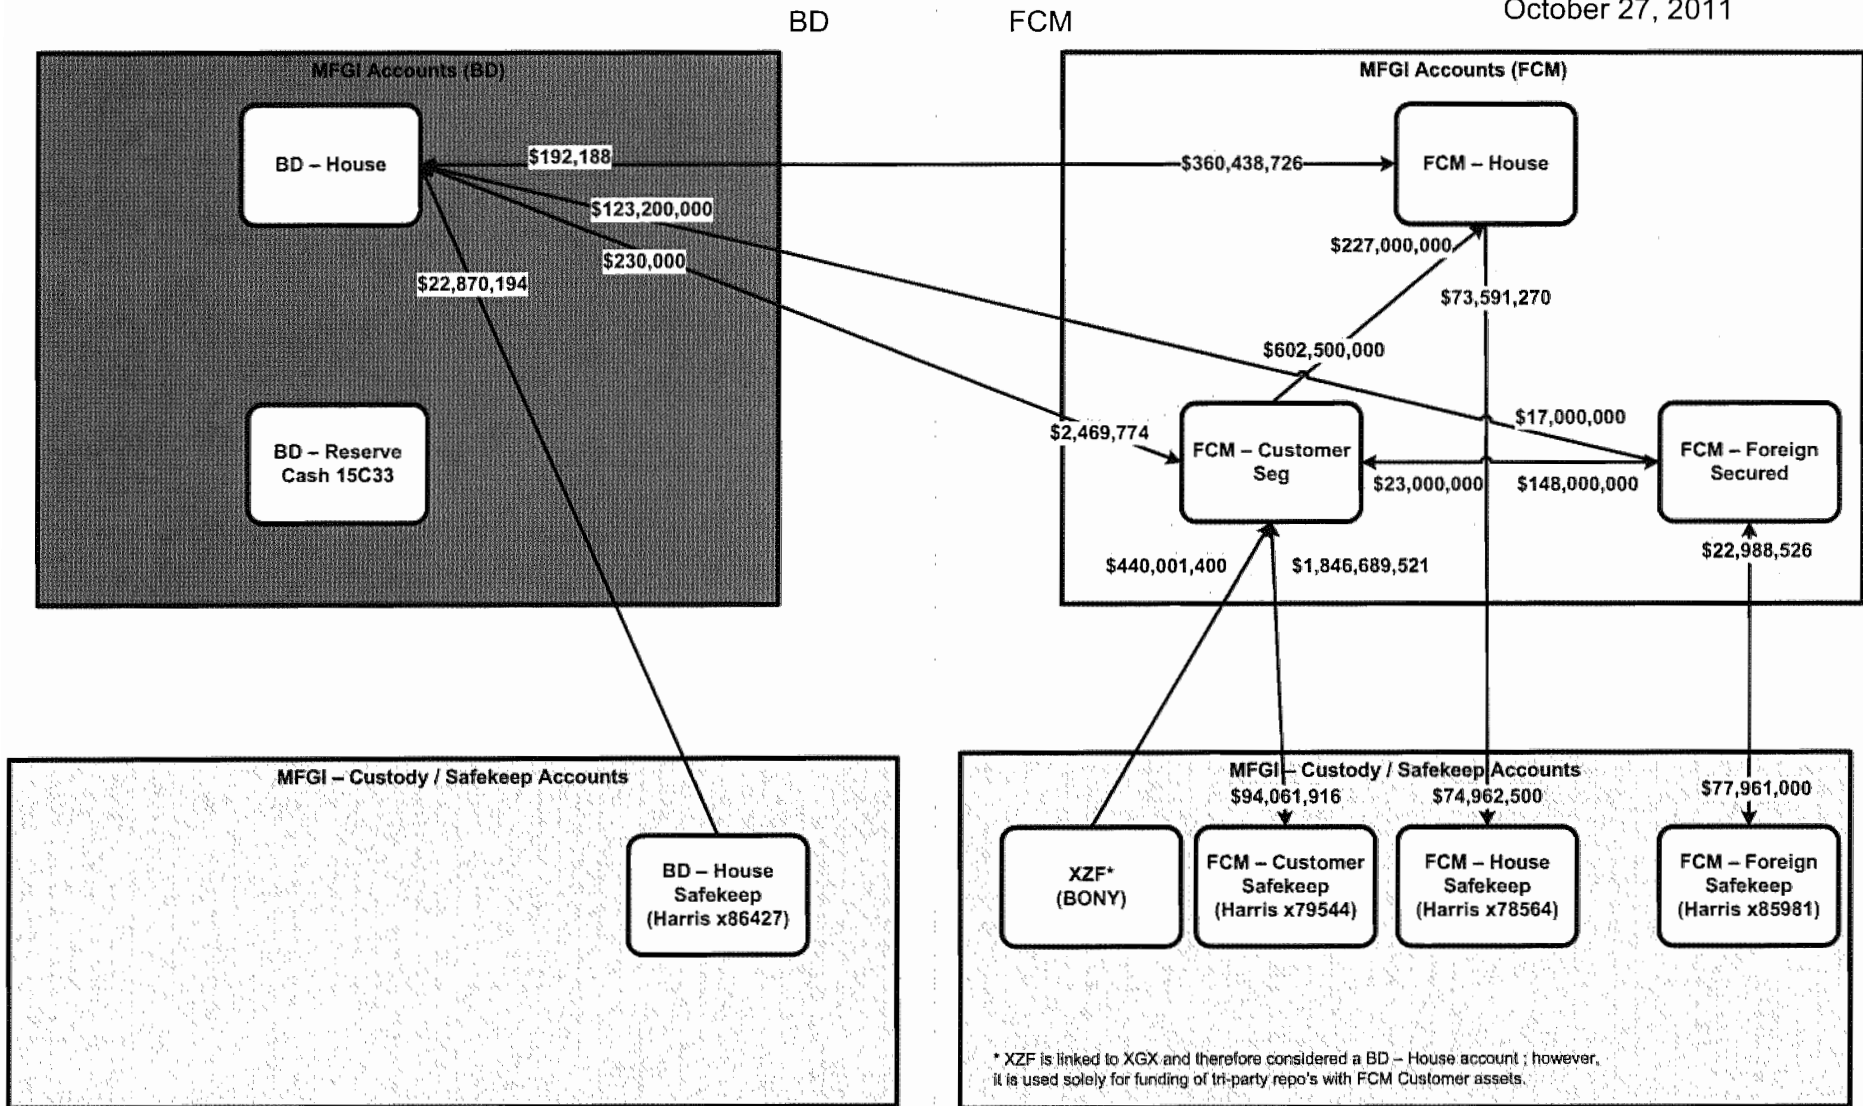 BD
FCM
October 27, 2011
MFGI Accounts (BD)
MFGI Accounts (FCM)
BD – House
$192,188
$360,438,726
FCM – House
$123,200,000
$230,000
$22,870,194
$227,000,000
$73,591,270
$602,500,000
$17,000,000
$2,469,774
BD – Reserve
Cash 15C33
FCM – Customer
Seg
FCM – Foreign
Secured
$23,000,000
$148,000,000
$440,001,400
$1,846,689,521
$22,988,526
MFGI – Custody / Safekeep Accounts
MFGI – Custody / Safekeep Accounts
$94,061,916
$74,962,500
$77,961,000
BD – House
Safekeep
(Harris x86427)
XZF*
(BONY)
FCM – Customer
Safekeep
(Harris x79544)
FCM – House
Safekeep
(Harris x78564)
FCM – Foreign
Safekeep
(Harris x85981)
* XZF is linked to XGX and therefore considered a BD – House account ; however,
it is used solely for funding of tri-party repo's with FCM Customer assets.